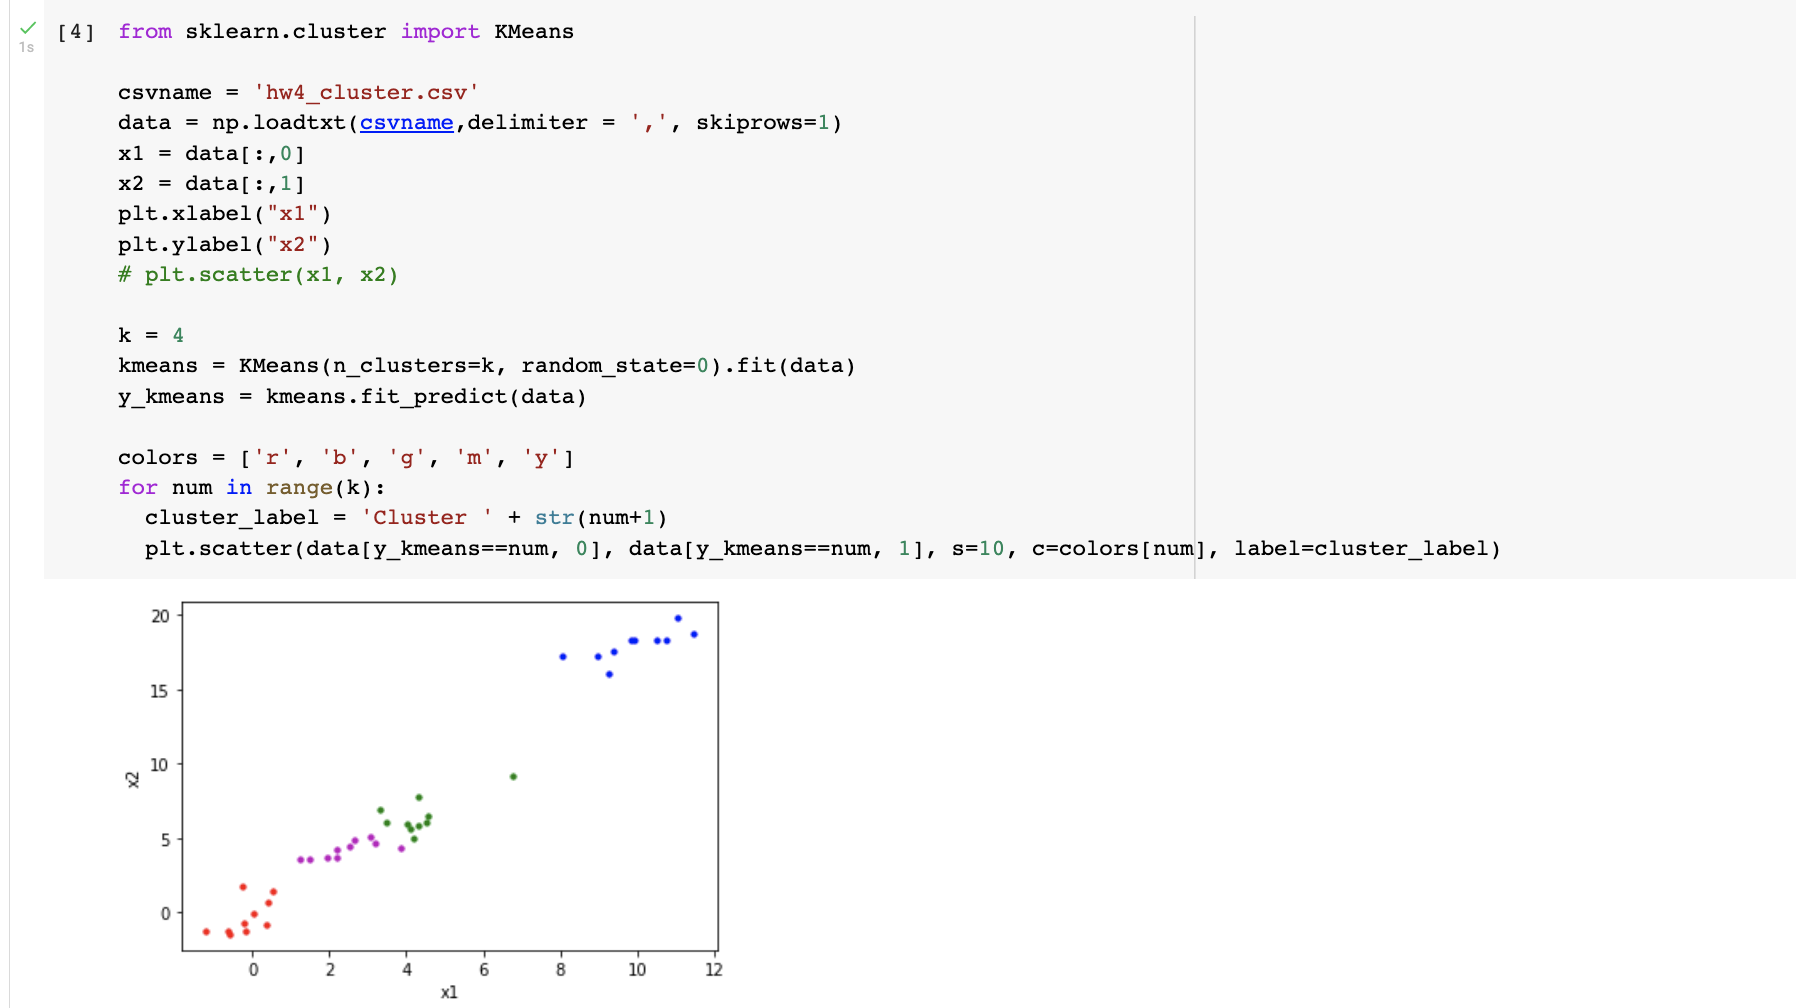 [4] from sklearn.cluster import KMeans
1s
csvname = 'hw4_cluster.csv'
data = np.loadtxt(csvname,delimiter = ',', skiprows=1)
x1 = data[:,0]
x2 = data[:,1]
plt.xlabel("x1")
plt.ylabel("x2")
# plt.scatter(x1, x2)
k = 4
kmeans = KMeans(n_clusters=k, random_state=0).fit(data)
y_kmeans = kmeans.fit_predict(data)
colors = ['r', 'b', 'g', 'm', 'y']
for num in range(k):
  cluster_label = 'Cluster ' + str(num+1)
  plt.scatter(data[y_kmeans==num, 0], data[y_kmeans==num, 1], s=10, c=colors[num], label=cluster_label)
20
15
10
x2
5
0
0 2 4 6 8 10 12
x1